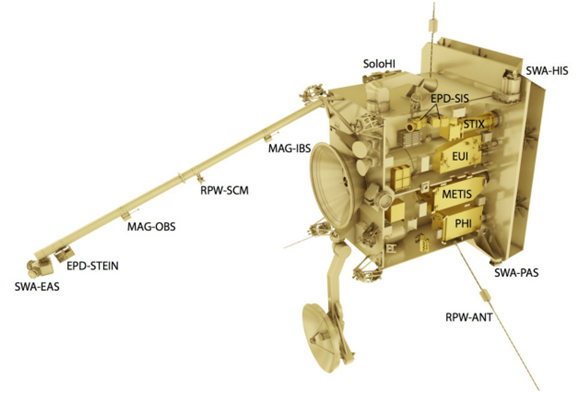 SoloHI
SWA-HIS
EPD-SIS
STIX
MAG-IBS
EUI
RPW-SCM
METIS
MAG-OBS
PHI
EPD-STEIN
SWA-PAS
SWA-EAS
RPW-ANT